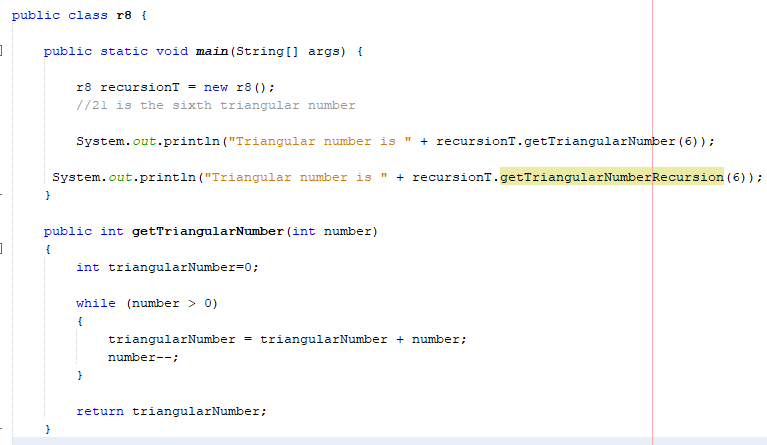 public class r8 {
public static void main(String[] args) {
r8 recursionT = new r8();
//21 is the sixth triangular number
System.out.println("Triangular number is " + recursionT.getTriangularNumber(6));
System.out.println("Triangular number is " + recursionT.getTriangularNumberRecursion(6));
}
public int getTriangularNumber(int number)
{
int triangularNumber=0;
while (number > 0)
{
triangularNumber = triangularNumber + number;
number--;
}
return triangularNumber;
}